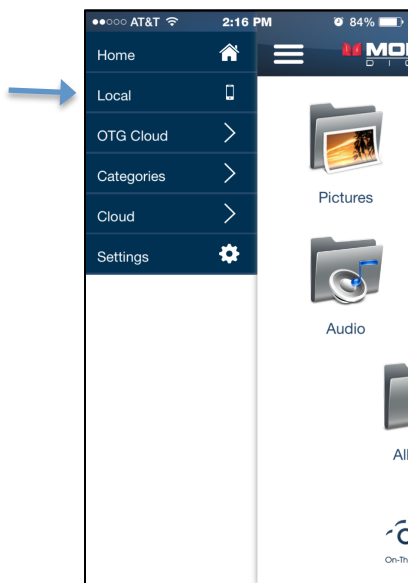 AT&T 2:16 PM 84%
Home
Local
OTG Cloud
Categories
Cloud
Settings
Pictures
Audio